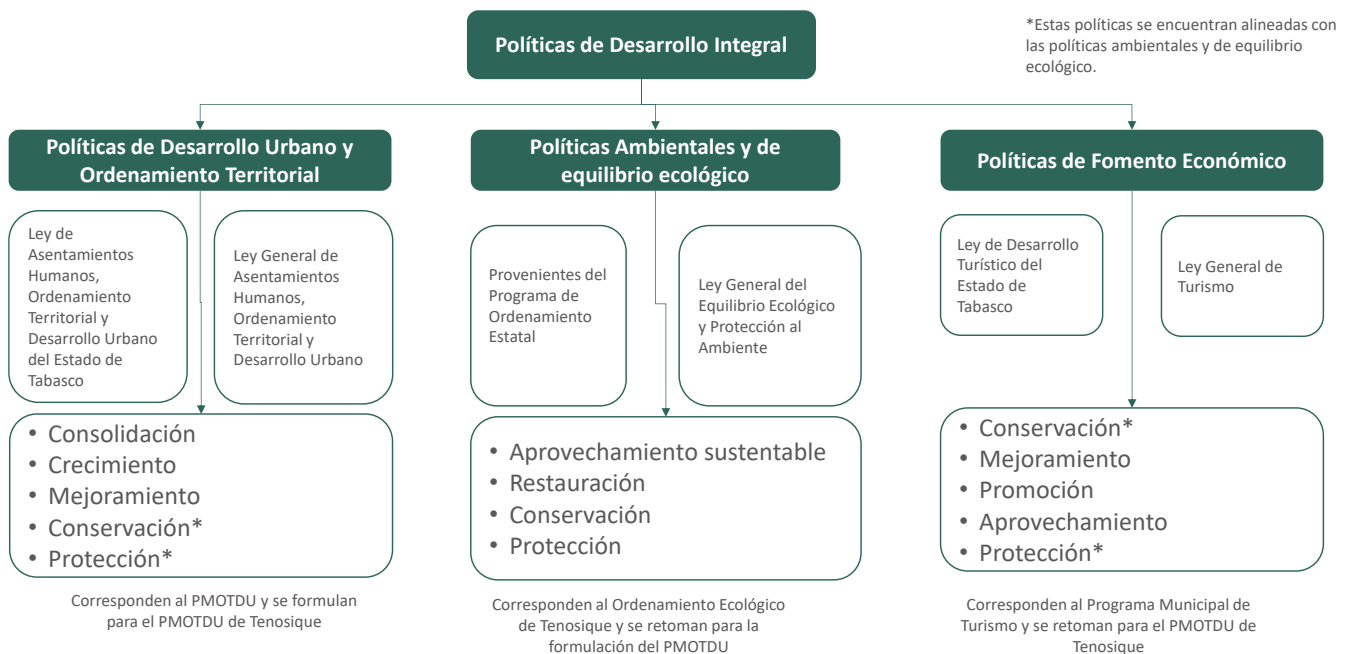 Políticas de Desarrollo Integral
*Estas políticas se encuentran alineadas con
las políticas ambientales y de equilibrio
ecológico.
Políticas de Desarrollo Urbano y
Ordenamiento Territorial
Ley de
Asentamientos
Humanos,
Ordenamiento
Territorial y
Desarrollo Urbano
del Estado de
Tabasco
Ley General de
Asentamientos
Humanos,
Ordenamiento
Territorial y
Desarrollo Urbano
• Consolidación
• Crecimiento
• Mejoramiento
• Conservación*
• Protección*
Corresponden al PMOTDU y se formulan
para el PMOTDU de Tenosique
Políticas Ambientales y de
equilibrio ecológico
Provenientes del
Programa de
Ordenamiento
Estatal
Ley General del
Equilibrio Ecológico
y Protección al
Ambiente
• Aprovechamiento sustentable
• Restauración
• Conservación
• Protección
Corresponden al Ordenamiento Ecológico
de Tenosique y se retoman para la
formulación del PMOTDU
Políticas de Fomento Económico
Ley de Desarrollo
Turístico del
Estado de
Tabasco
Ley General de
Turismo
• Conservación*
• Mejoramiento
• Promoción
• Aprovechamiento
• Protección*
Corresponden al Programa Municipal de
Turismo y se retoman para el PMOTDU de
Tenosique